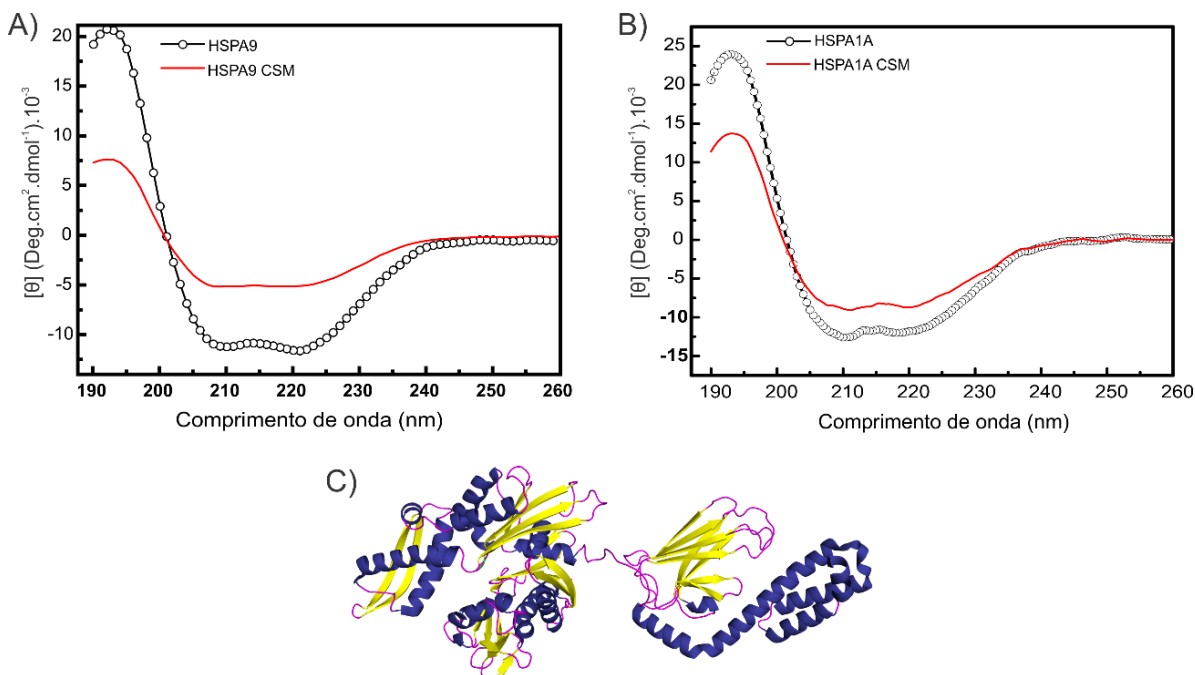 A)
20
15
10
5
0
-5
-10
[θ] (Deg.cm².dmol⁻¹).10⁻³
HSPA9
HSPA9 CSM
190 200 210 220 230 240 250 260
Comprimento de onda (nm)
B)
25
20
15
10
5
0
-5
-10
-15
[θ] (Deg.cm².dmol⁻¹).10⁻³
HSPA1A
HSPA1A CSM
190 200 210 220 230 240 250 260
Comprimento de onda (nm)
C)